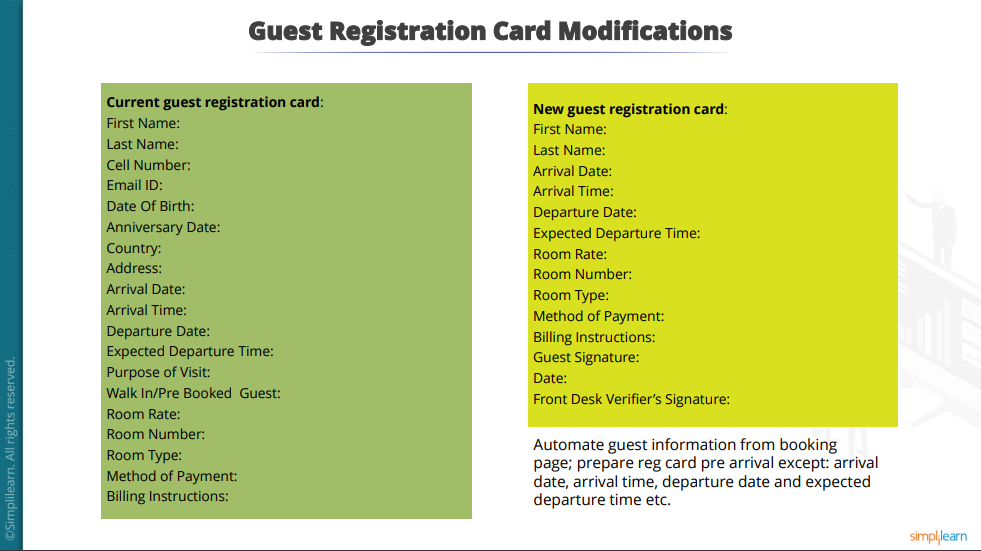 Guest Registration Card Modifications
Current guest registration card:
First Name:
Last Name:
Cell Number:
Email ID:
Date Of Birth:
Anniversary Date:
Country:
Address:
Arrival Date:
Arrival Time:
Departure Date:
Expected Departure Time:
Purpose of Visit:
Walk In/Pre Booked  Guest:
Room Rate:
Room Number:
Room Type:
Method of Payment:
Billing Instructions:
New guest registration card:
First Name:
Last Name:
Arrival Date:
Arrival Time:
Departure Date:
Expected Departure Time:
Room Rate:
Room Number:
Room Type:
Method of Payment:
Billing Instructions:
Guest Signature:
Date:
Front Desk Verifier’s Signature:
Automate guest information from booking
page; prepare reg card pre arrival except: arrival
date, arrival time, departure date and expected
departure time etc.
©Simplilearn. All rights reserved.
simplilearn